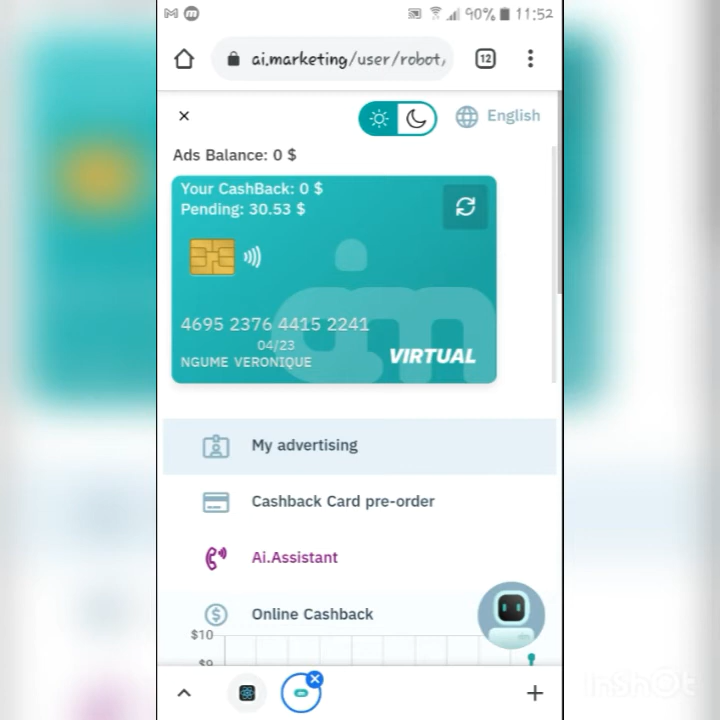 90% 11:52
ai.marketing/user/robot/
12
English
Ads Balance: 0 $
Your CashBack: 0 $
Pending: 30.53 $
4695 2376 4415 2241
04/23
NGUME VERONIQUE
VIRTUAL
My advertising
Cashback Card pre-order
Ai.Assistant
Online Cashback
$10
$9
InShOt